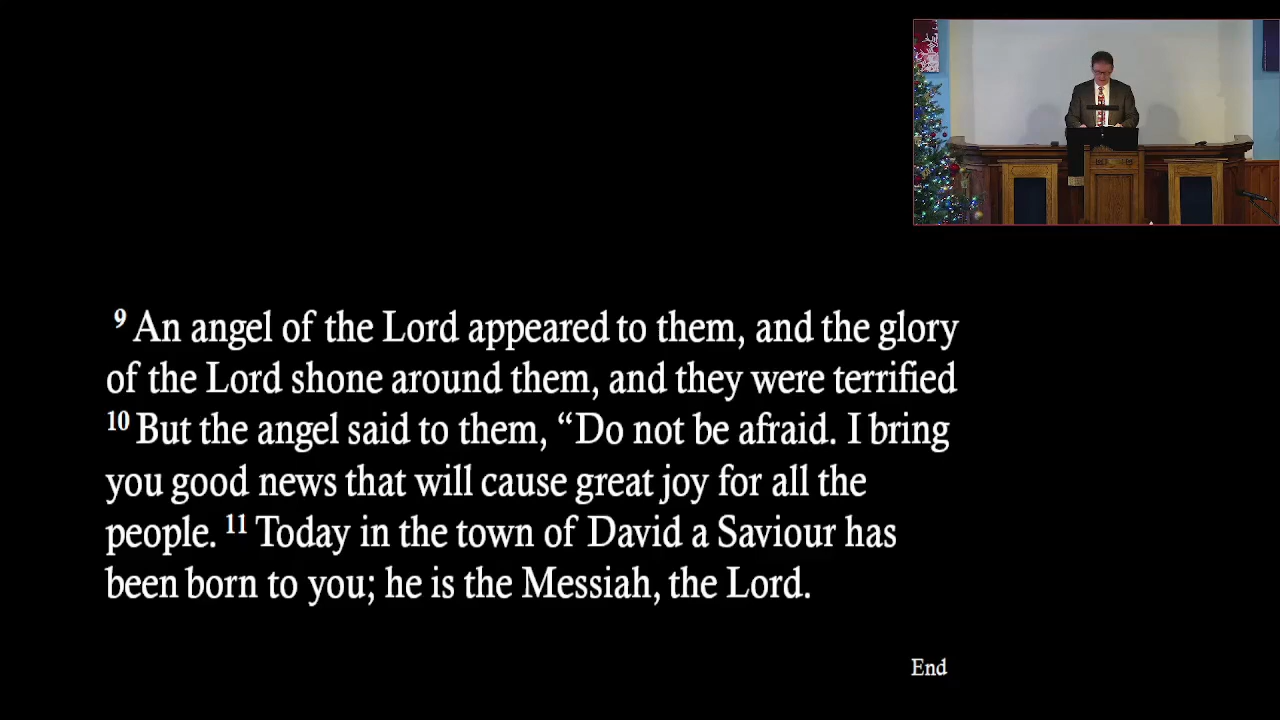 9 An angel of the Lord appeared to them, and the glory
of the Lord shone around them, and they were terrified
10 But the angel said to them, “Do not be afraid. I bring
you good news that will cause great joy for all the
people. 11 Today in the town of David a Saviour has
been born to you; he is the Messiah, the Lord.
End